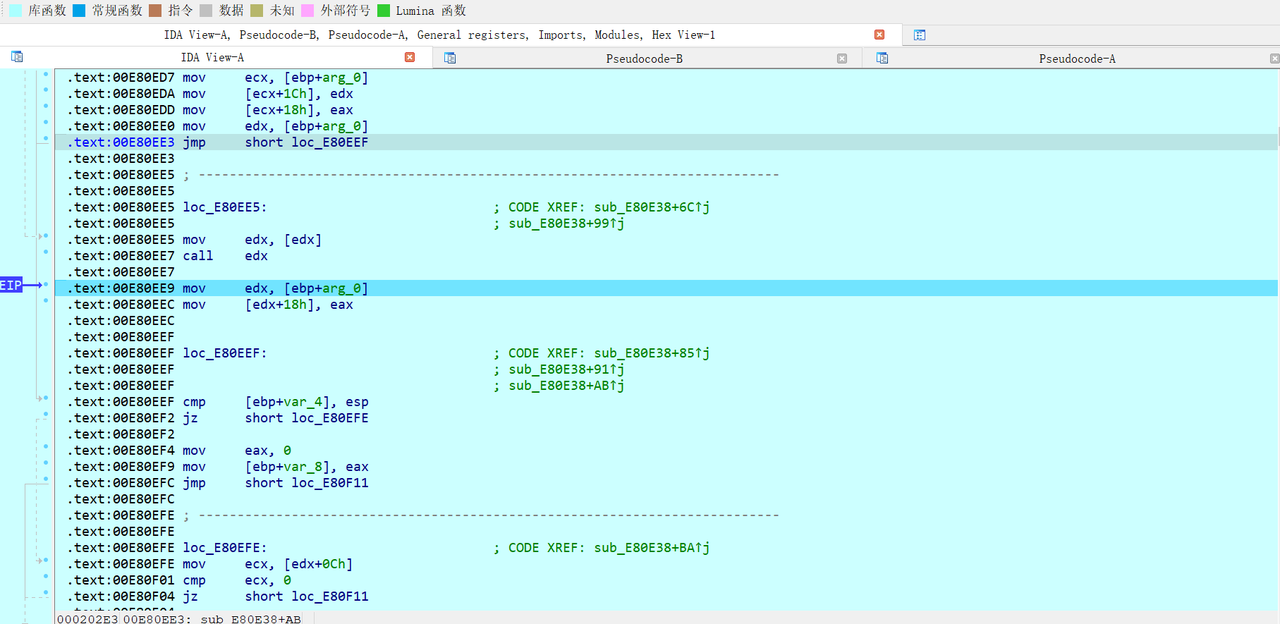 库函数 常规函数 指令 数据 未知 外部符号 Lumina 函数
IDA View-A, Pseudocode-B, Pseudocode-A, General registers, Imports, Modules, Hex View-1
IDA View-A Pseudocode-B Pseudocode-A
.text:00E80ED7 mov ecx, [ebp+arg_0]
.text:00E80EDA mov [ecx+1Ch], edx
.text:00E80EDD mov [ecx+18h], eax
.text:00E80EE0 mov edx, [ebp+arg_0]
.text:00E80EE3 jmp short loc_E80EEF
.text:00E80EE3
.text:00E80EE5 ; ---------------------------------------------------------------------------
.text:00E80EE5
.text:00E80EE5 loc_E80EE5: ; CODE XREF: sub_E80E38+6C↑j
.text:00E80EE5 ; sub_E80E38+99↑j
.text:00E80EE5 mov edx, [edx]
.text:00E80EE7 call edx
.text:00E80EE7
EIP .text:00E80EE9 mov edx, [ebp+arg_0]
.text:00E80EEC mov [edx+18h], eax
.text:00E80EEC
.text:00E80EEF
.text:00E80EEF loc_E80EEF: ; CODE XREF: sub_E80E38+85↑j
.text:00E80EEF ; sub_E80E38+91↑j
.text:00E80EEF ; sub_E80E38+AB↑j
.text:00E80EEF cmp [ebp+var_4], esp
.text:00E80EF2 jz short loc_E80EFE
.text:00E80EF2
.text:00E80EF4 mov eax, 0
.text:00E80EF9 mov [ebp+var_8], eax
.text:00E80EFC jmp short loc_E80F11
.text:00E80EFC
.text:00E80EFE ; ---------------------------------------------------------------------------
.text:00E80EFE
.text:00E80EFE loc_E80EFE: ; CODE XREF: sub_E80E38+BA↑j
.text:00E80EFE mov ecx, [edx+0Ch]
.text:00E80F01 cmp ecx, 0
.text:00E80F04 jz short loc_E80F11
000202E3 00E80EE3: sub_E80E38+AB